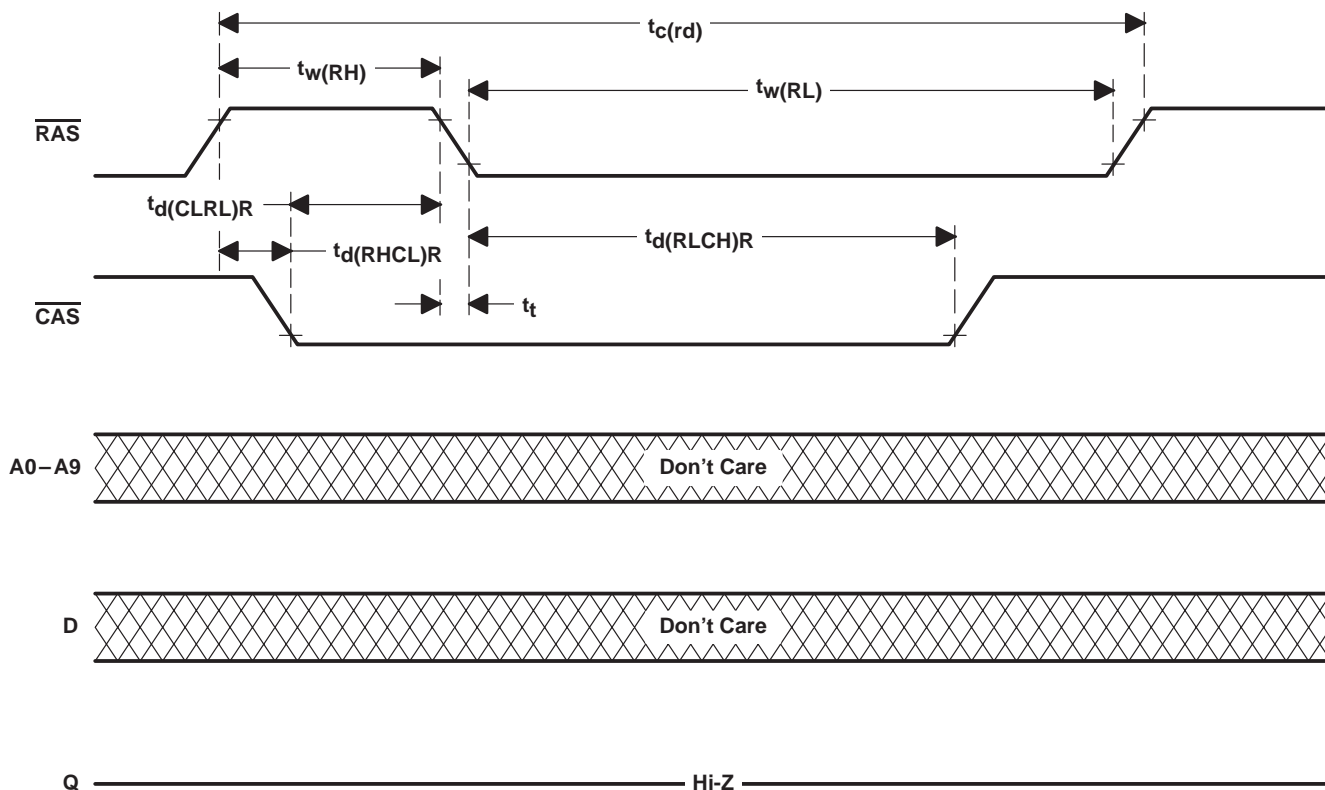 tc(rd)
tw(RH)
tw(RL)
RAS
td(CLRL)R
td(RHCL)R
td(RLCH)R
CAS
tt
A0–A9
Don't Care
D
Don't Care
Q
Hi-Z